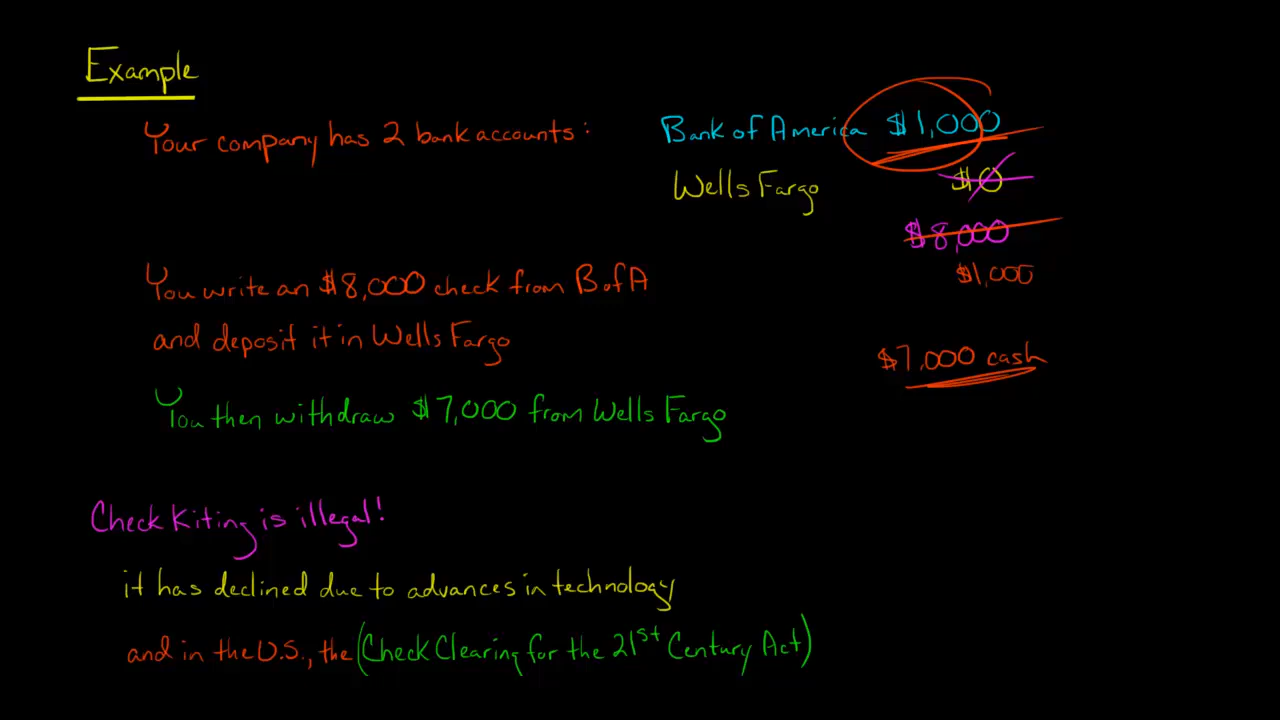 Example
Your company has 2 bank accounts:
Bank of America $1,000
Wells Fargo $0
$8,000
$1,000
You write an $8,000 check from B of A
and deposit it in Wells Fargo
$7,000 cash
You then withdraw $7,000 from Wells Fargo
Check Kiting is illegal!
it has declined due to advances in technology
and in the U.S., the (Check Clearing for the 21st Century Act)